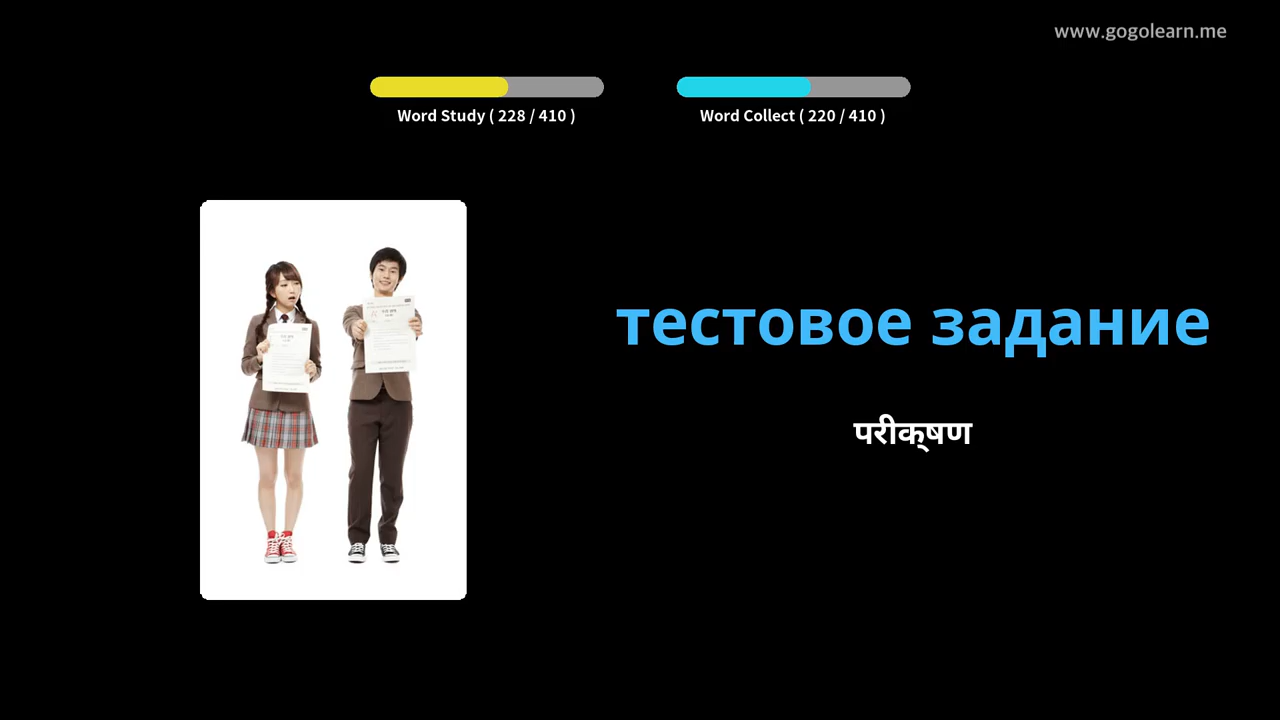 www.gogolearn.me
Word Study ( 228 / 410 )
Word Collect ( 220 / 410 )
тестовое задание
परीक्‌षण